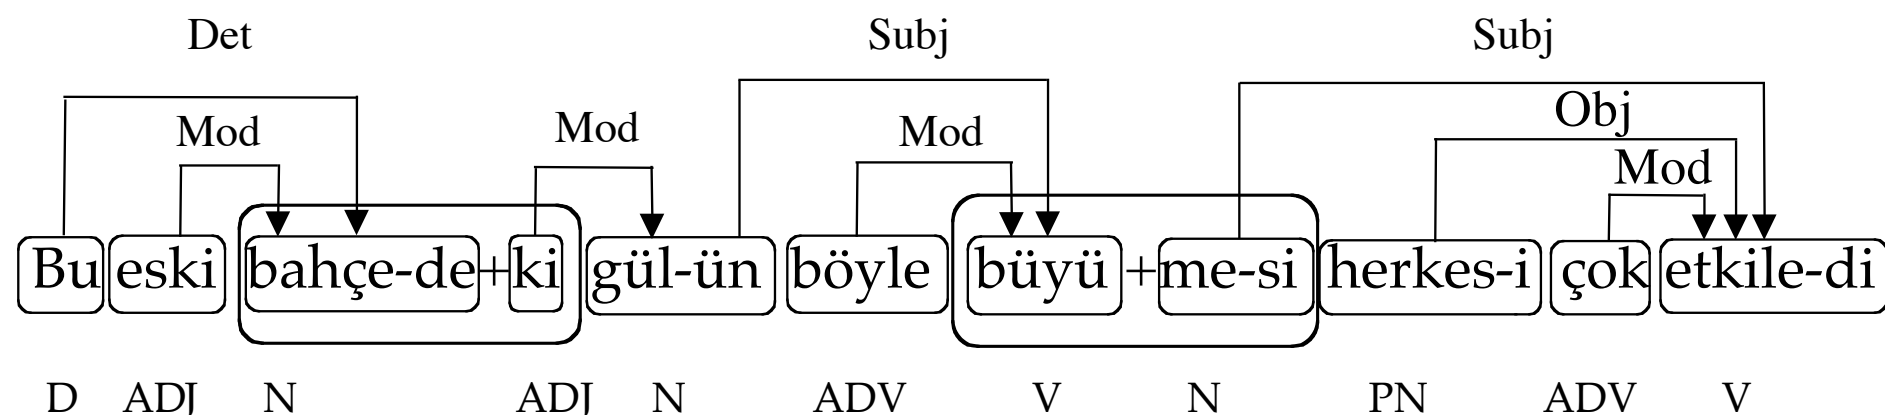 Det Subj Subj
Obj
Mod Mod Mod
Mod
Bu eski bahçe-de+ki gül-ün böyle büyü +me-si herkes-i çok etkile-di
D ADJ N ADJ N ADV V N PN ADV V